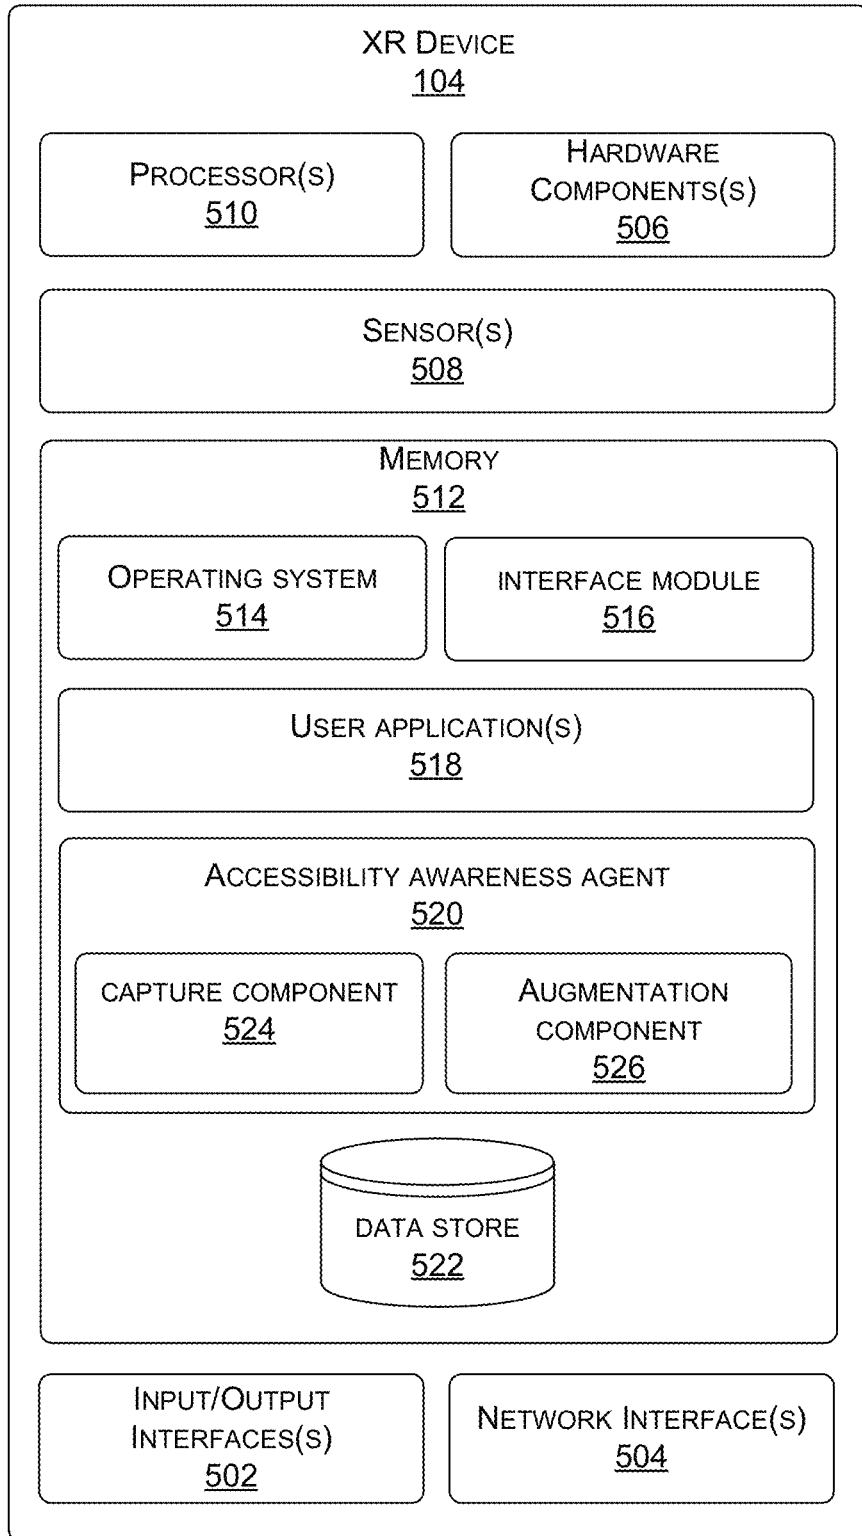 XR DEVICE
104
PROCESSOR(S)
510
HARDWARE
COMPONENTS(S)
506
SENSOR(S)
508
MEMORY
512
OPERATING SYSTEM
514
INTERFACE MODULE
516
USER APPLICATION(S)
518
ACCESSIBILITY AWARENESS AGENT
520
CAPTURE COMPONENT
524
AUGMENTATION
COMPONENT
526
DATA STORE
522
INPUT/OUTPUT
INTERFACES(S)
502
NETWORK INTERFACE(S)
504